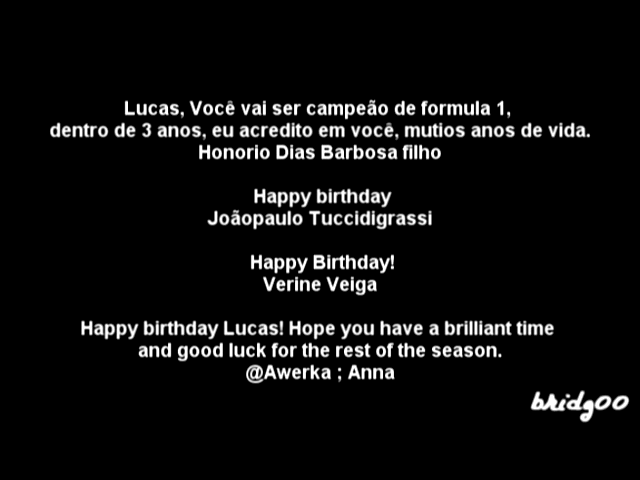 Lucas, Você vai ser campeão de formula 1,
dentro de 3 anos, eu acredito em você, mutios anos de vida.
Honorio Dias Barbosa filho
Happy birthday
Joãopaulo Tuccidigrassi
Happy Birthday!
Verine Veiga
Happy birthday Lucas! Hope you have a brilliant time
and good luck for the rest of the season.
@Awerka ; Anna
bridgoo